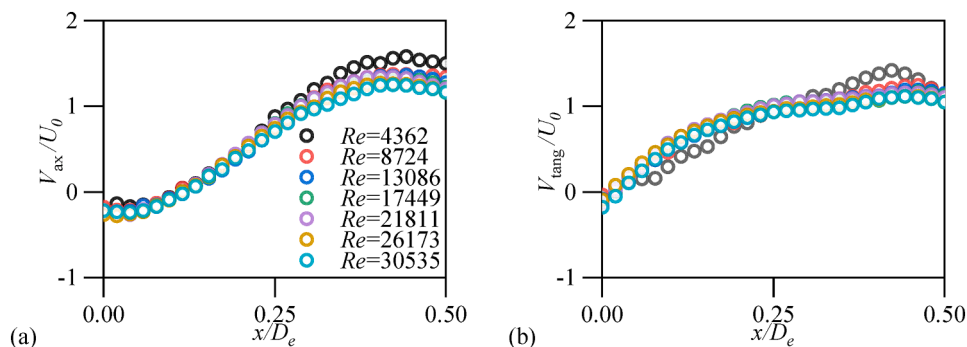 2
1
0
-1
V_ax/U_0
Re=4362
Re=8724
Re=13086
Re=17449
Re=21811
Re=26173
Re=30535
0.00
0.25
0.50
x/D_e
(a)
2
1
0
-1
V_tang/U_0
0.00
0.25
0.50
x/D_e
(b)